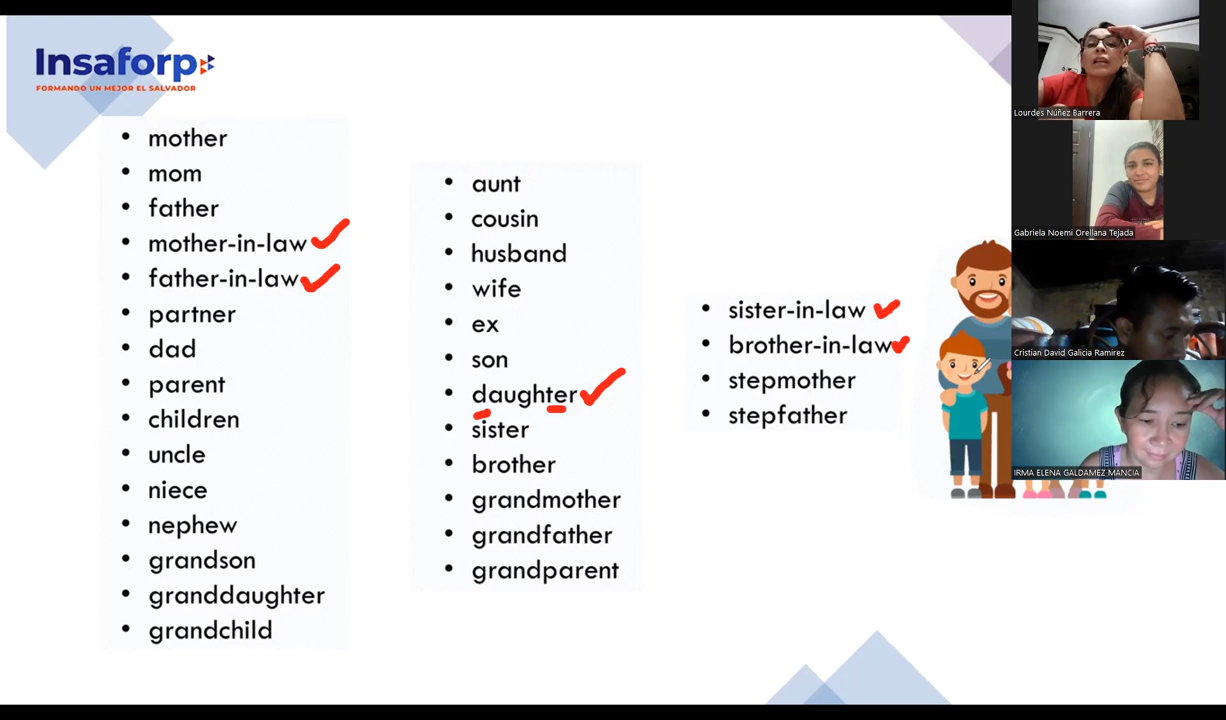 Insaforp
FORMANDO UN MEJOR EL SALVADOR
• mother
• mom
• father
• mother-in-law
• father-in-law
• partner
• dad
• parent
• children
• uncle
• niece
• nephew
• grandson
• granddaughter
• grandchild
• aunt
• cousin
• husband
• wife
• ex
• son
• daughter
• sister
• brother
• grandmother
• grandfather
• grandparent
• sister-in-law
• brother-in-law
• stepmother
• stepfather
Lourdes Núñez Barrera
Gabriela Noemi Orellana Tejada
Cristian David Galicia Ramirez
IRMA ELENA GALDAMEZ MANCIA